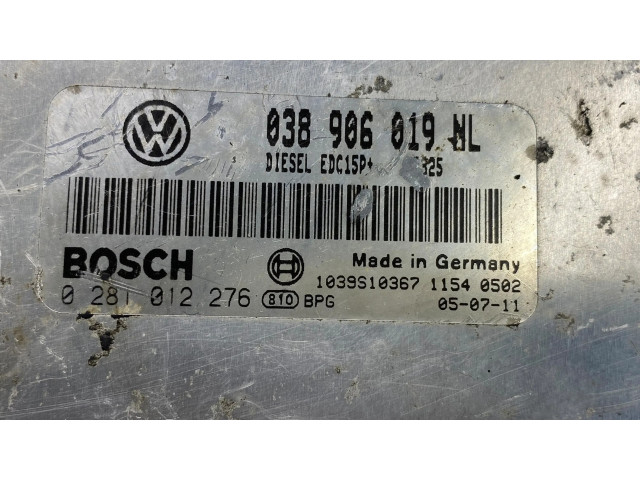 038 906 019 NL
DIESEL EDC15P+
BOSCH
Made in Germany
0 281 012 276 810 BPG
1039S10367 1154 0502
05-07-11